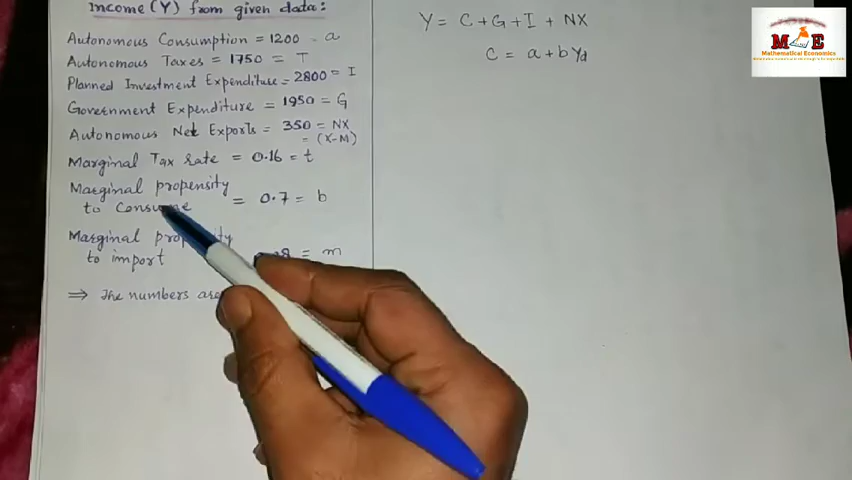 Income (Y) from given data:
Autonomous Consumption = 1200 - a
Autonomous Taxes = 1750 = T
Planned Investment Expenditure = 2800 = I
Government Expenditure = 1950 = G
Autonomous Net Exports = 350 = NX
= (X-M)
Marginal Tax rate = 0.16 = t
Marginal propensity
to Consume = 0.7 = b
Marginal
to import = m
⇒ The numbers are
Y = C + G + I + NX
C = a + b Yd
M E
Mathematical Economics